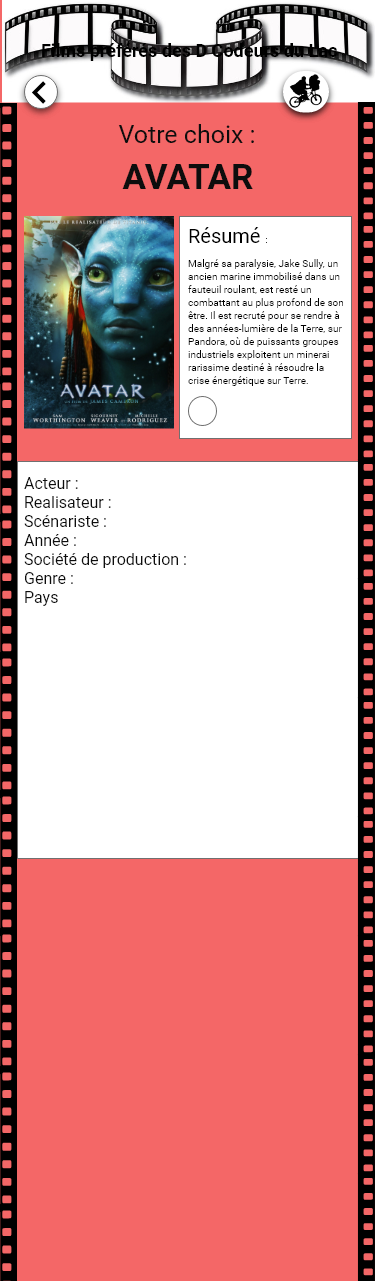 Films préférés des D Codeurs du Lac
Votre choix :
AVATAR
Résumé :
Malgré sa paralysie, Jake Sully, un
ancien marine immobilisé dans un
fauteuil roulant, est resté un
combattant au plus profond de son
être. Il est recruté pour se rendre à
des années-lumière de la Terre, sur
Pandora, où de puissants groupes
industriels exploitent un minerai
rarissime destiné à résoudre la
crise énergétique sur Terre.
AVATAR
UN FILM DE JAMES CAMERON
SAM SIGOURNEY MICHELLE
WORTHINGTON WEAVER RODRIGUEZ
Acteur :
Realisateur :
Scénariste :
Année :
Société de production :
Genre :
Pays